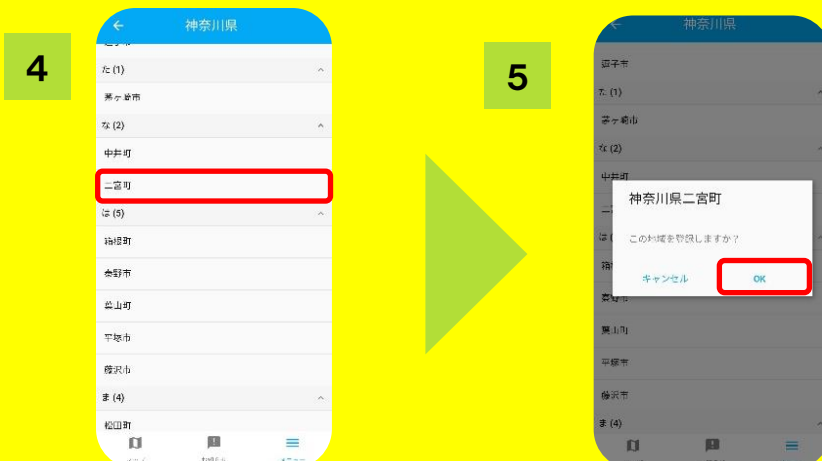 4
神奈川県
た (1)
茅ヶ崎市
な (2)
中井町
二宮町
は (5)
箱根町
秦野市
葉山町
平塚市
藤沢市
ま (4)
松田町
5
神奈川県
逗子市
た (1)
茅ヶ崎市
な (2)
中井町
神奈川県二宮町
この地域を登録しますか？
キャンセル
OK
秦野市
葉山町
平塚市
藤沢市
ま (4)